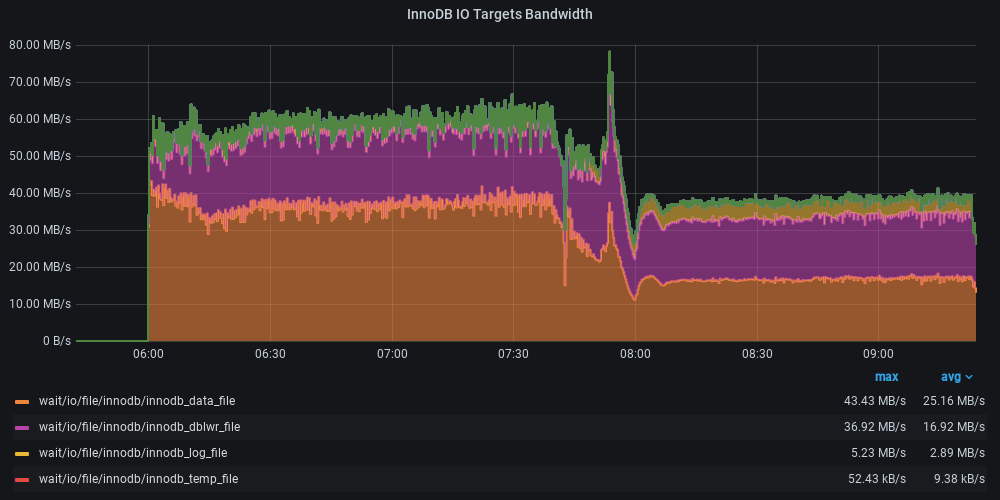 InnoDB IO Targets Bandwidth
80.00 MB/s
70.00 MB/s
60.00 MB/s
50.00 MB/s
40.00 MB/s
30.00 MB/s
20.00 MB/s
10.00 MB/s
0 B/s
06:00 06:30 07:00 07:30 08:00 08:30 09:00
max avg
wait/io/file/innodb/innodb_data_file 43.43 MB/s 25.16 MB/s
wait/io/file/innodb/innodb_dblwr_file 36.92 MB/s 16.92 MB/s
wait/io/file/innodb/innodb_log_file 5.23 MB/s 2.89 MB/s
wait/io/file/innodb/innodb_temp_file 52.43 kB/s 9.38 kB/s